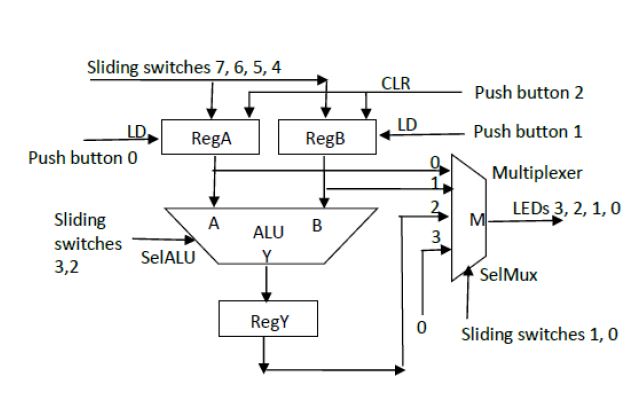 Sliding switches 7, 6, 5, 4
CLR
Push button 2
LD
RegA
RegB
LD
Push button 1
Push button 0
0
Multiplexer
1
Sliding
switches
3,2
A
ALU
B
2
M
LEDs 3, 2, 1, 0
SelALU
Y
3
SelMux
RegY
0
Sliding switches 1, 0